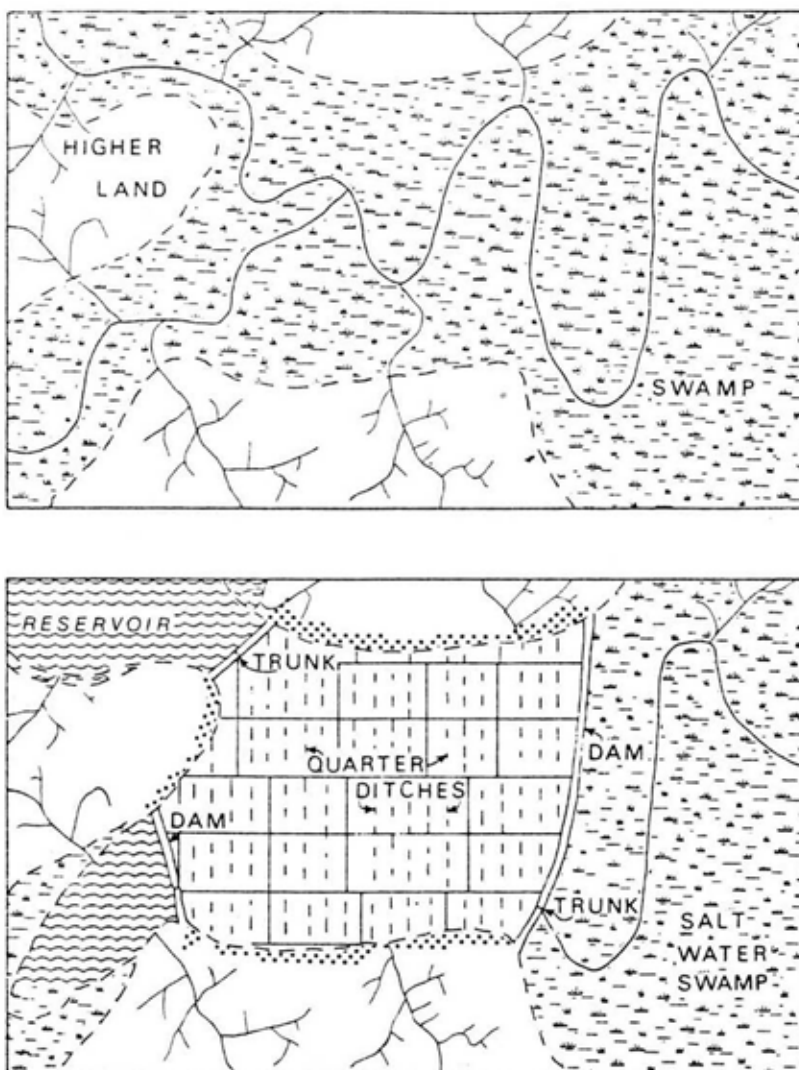 HIGHER
LAND
SWAMP
RESERVOIR
TRUNK
QUARTER
DITCHES
DAM
DAM
TRUNK
SALT
WATER
SWAMP